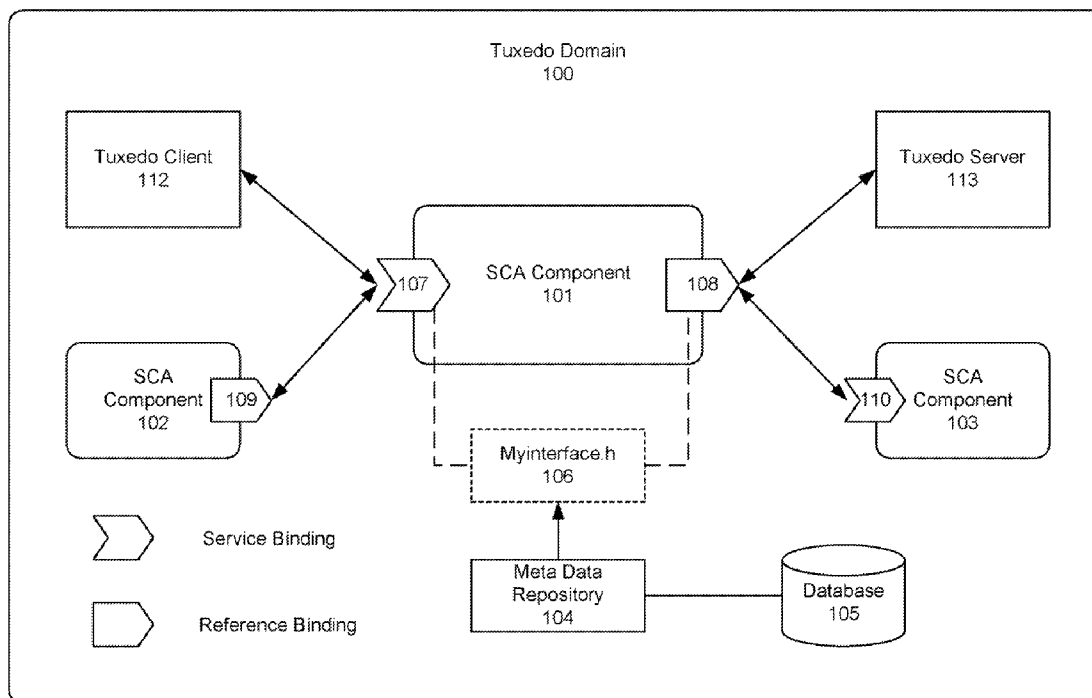 Tuxedo Domain
100
Tuxedo Client
112
Tuxedo Server
113
SCA Component
101
107
108
SCA
Component
102
109
110
SCA
Component
103
Myinterface.h
106
Service Binding
Meta Data
Repository
104
Database
105
Reference Binding